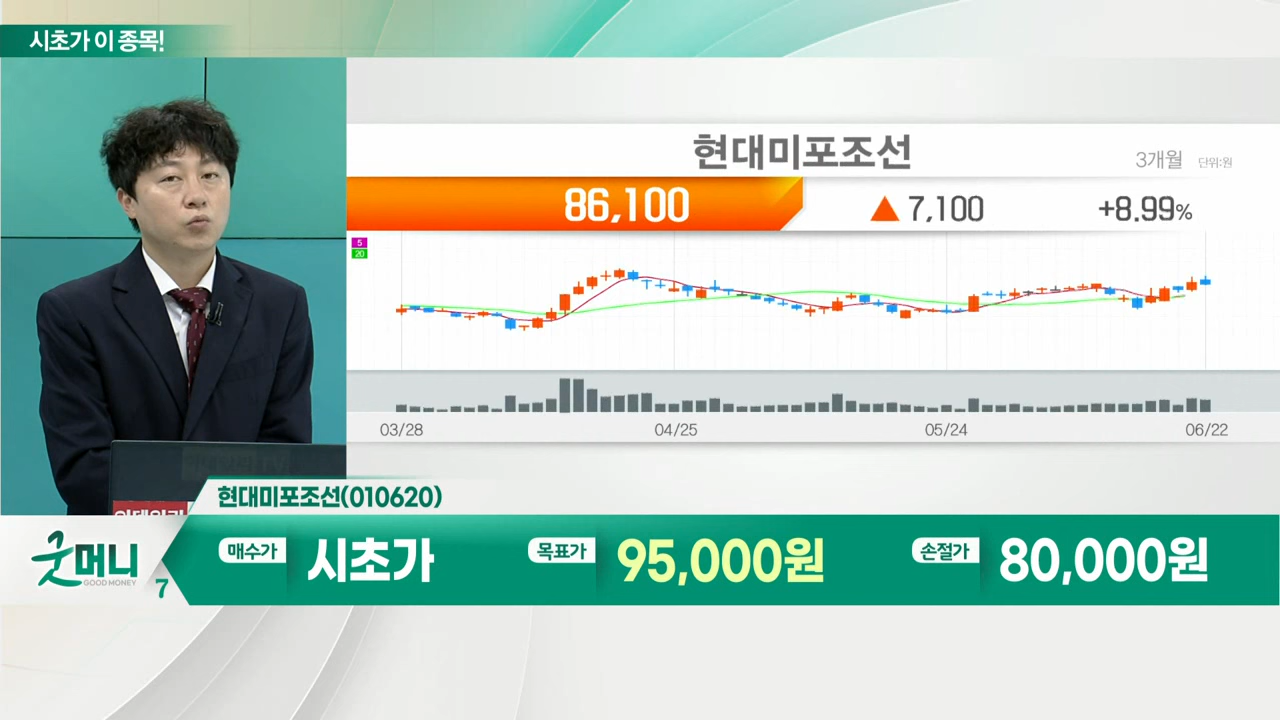 시초가 이 종목!
현대미포조선
3개월 단위:원
86,100 ▲ 7,100 +8.99%
5
20
03/28 04/25 05/24 06/22
현대미포조선(010620)
굿머니
GOOD MONEY
7
매수가 시초가 목표가 95,000원 손절가 80,000원